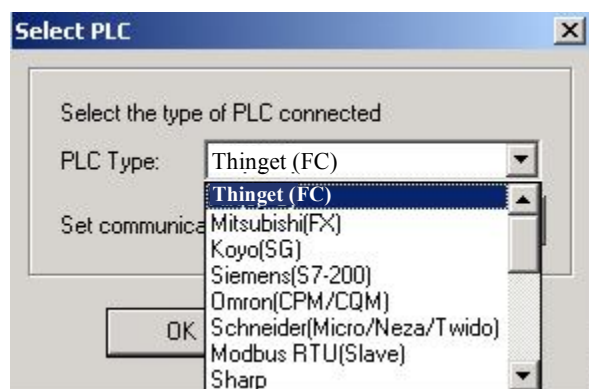 Select PLC
Select the type of PLC connected
PLC Type:
Thinget (FC)
Thinget (FC)
Set communica
Mitsubishi(FX)
Koyo(SG)
Siemens(S7-200)
Omron(CPM/CQM)
OK
Schneider(Micro/Neza/Twido)
Modbus RTU(Slave)
Sharp